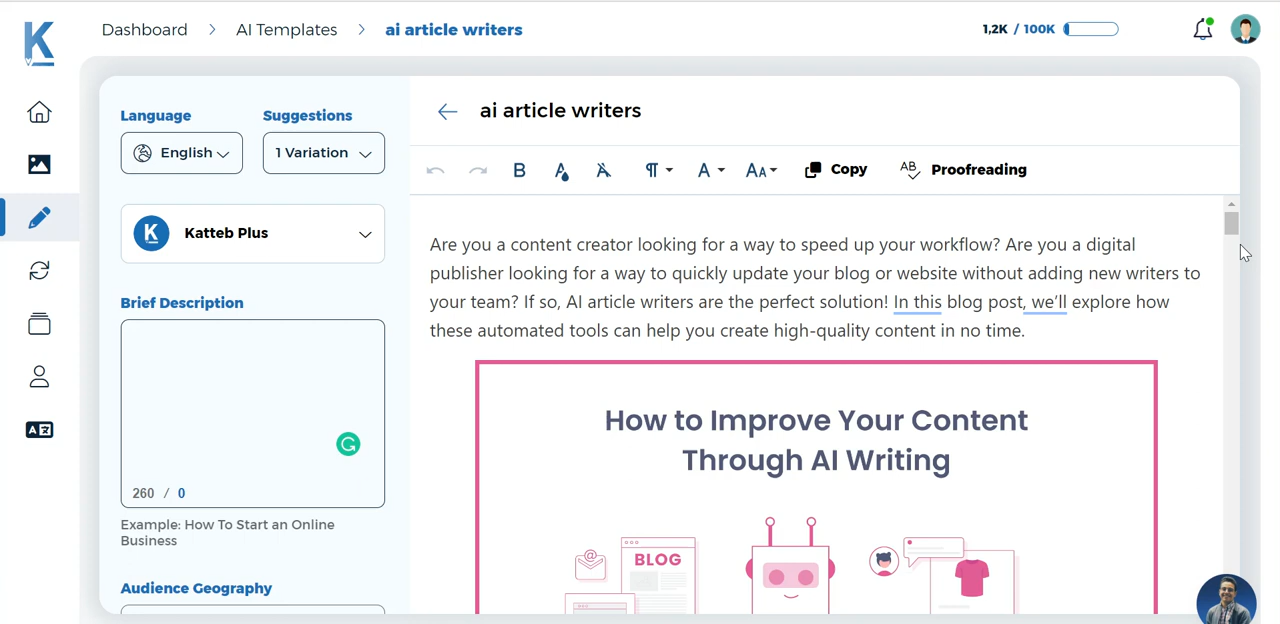 Dashboard > AI Templates > ai article writers
1,2K / 100K
K
Language
Suggestions
English
1 Variation
K Katteb Plus
Brief Description
260 / 0
Example: How To Start an Online
Business
Audience Geography
ai article writers
B
¶
A
AA
Copy
AB Proofreading
Are you a content creator looking for a way to speed up your workflow? Are you a digital
publisher looking for a way to quickly update your blog or website without adding new writers to
your team? If so, AI article writers are the perfect solution! In this blog post, we’ll explore how
these automated tools can help you create high-quality content in no time.
How to Improve Your Content
Through AI Writing
@
BLOG